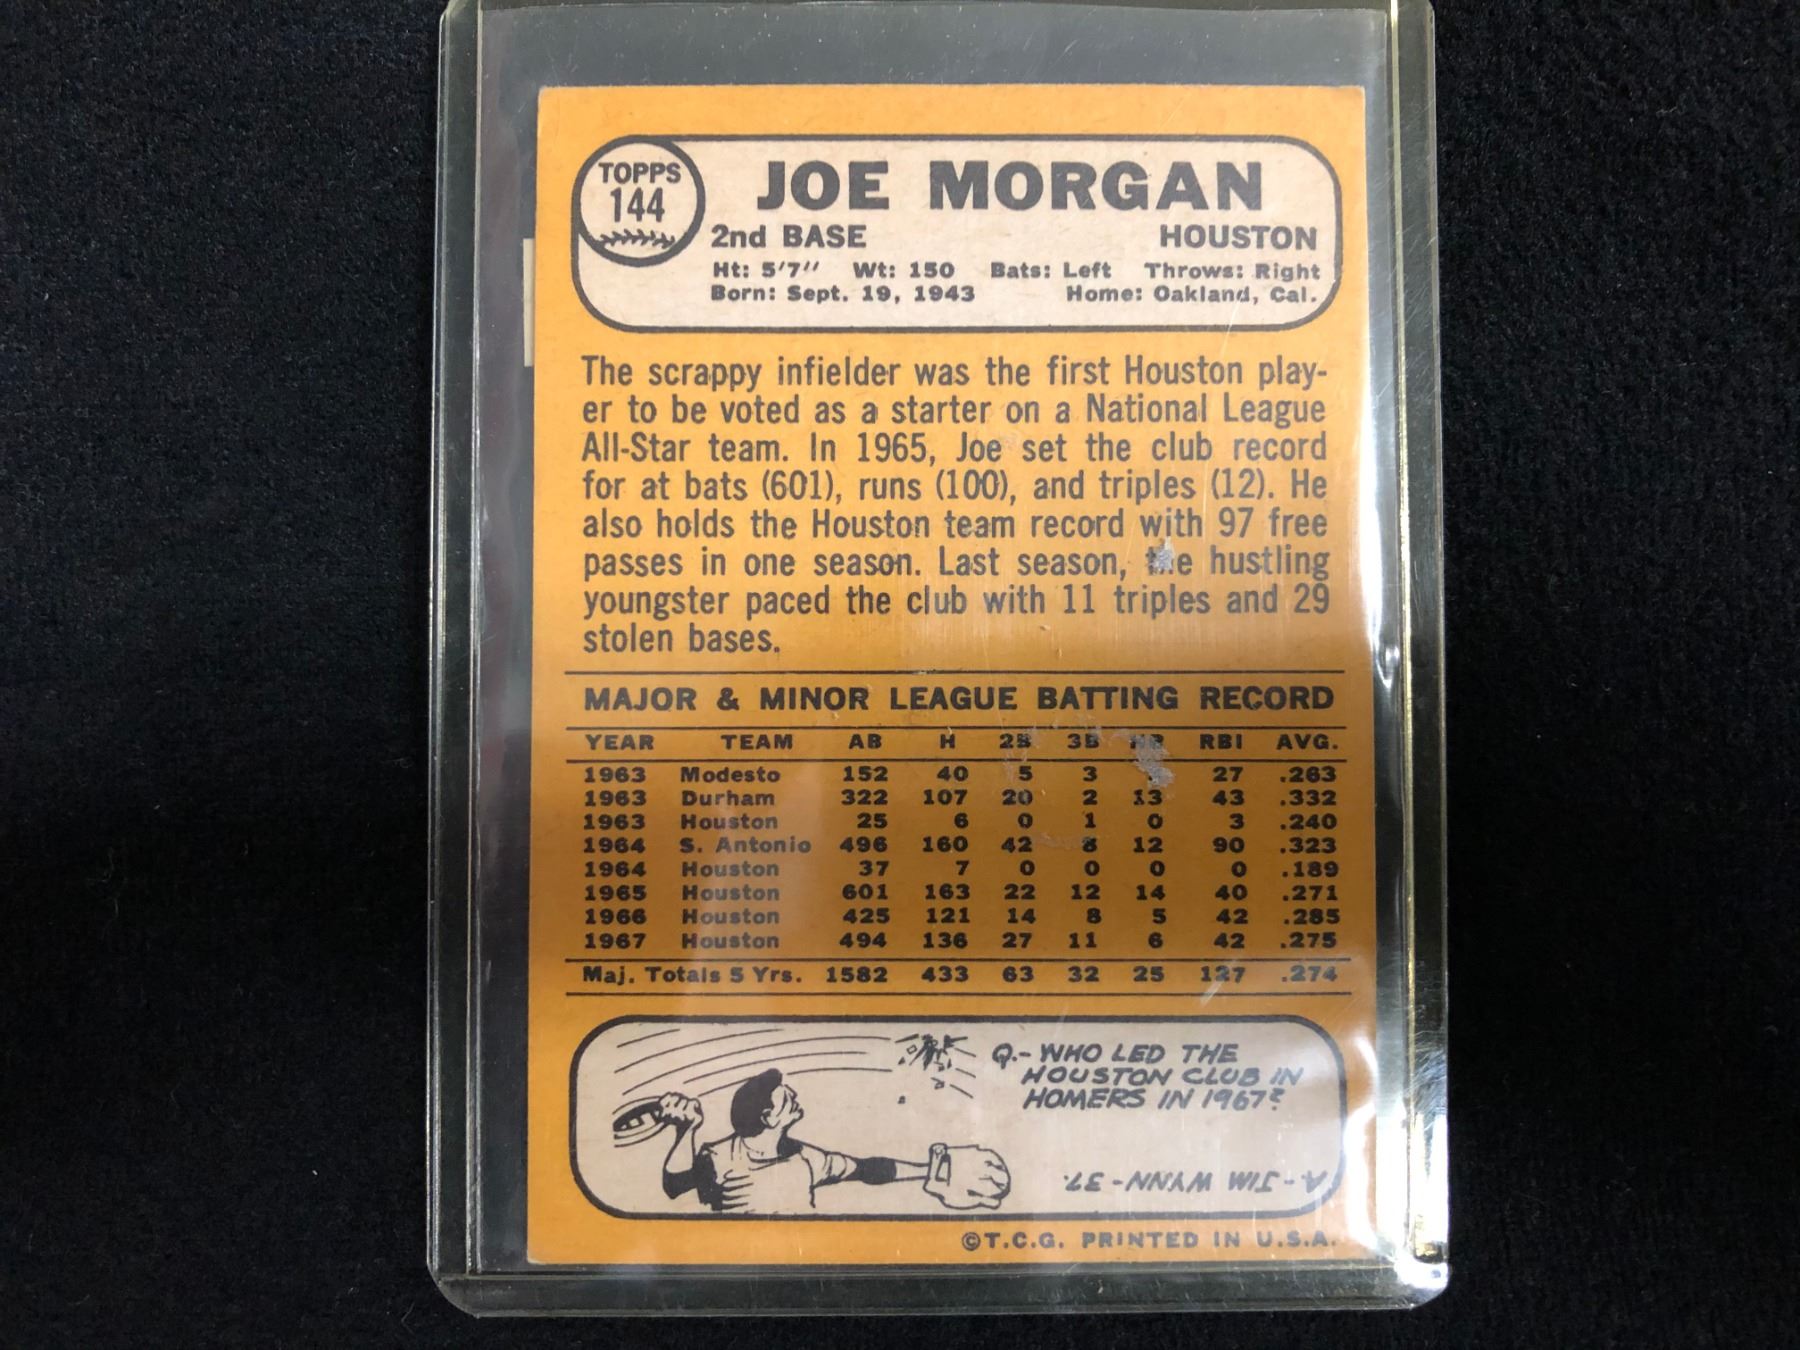 TOPPS
144
JOE MORGAN
2nd BASE HOUSTON
Ht: 5'7" Wt: 150 Bats: Left Throws: Right
Born: Sept. 19, 1943 Home: Oakland, Cal.
The scrappy infielder was the first Houston play-
er to be voted as a starter on a National League
All-Star team. In 1965, Joe set the club record
for at bats (601), runs (100), and triples (12). He
also holds the Houston team record with 97 free
passes in one season. Last season, the hustling
youngster paced the club with 11 triples and 29
stolen bases.
MAJOR & MINOR LEAGUE BATTING RECORD
YEAR TEAM AB H 2B 3B HR RBI AVG.
1963 Modesto 152 40 5 3 27 .263
1963 Durham 322 107 20 2 13 43 .332
1963 Houston 25 6 0 1 0 3 .240
1964 S. Antonio 496 160 42 8 12 90 .323
1964 Houston 37 7 0 0 0 0 .189
1965 Houston 601 163 22 12 14 40 .271
1966 Houston 425 121 14 8 5 42 .285
1967 Houston 494 136 27 11 6 42 .275
Maj. Totals 5 Yrs. 1582 433 63 32 25 127 .274
Q.- WHO LED THE
HOUSTON CLUB IN
HOMERS IN 1967?
A.- JIM WYNN - 37.
©T.C.G. PRINTED IN U.S.A.